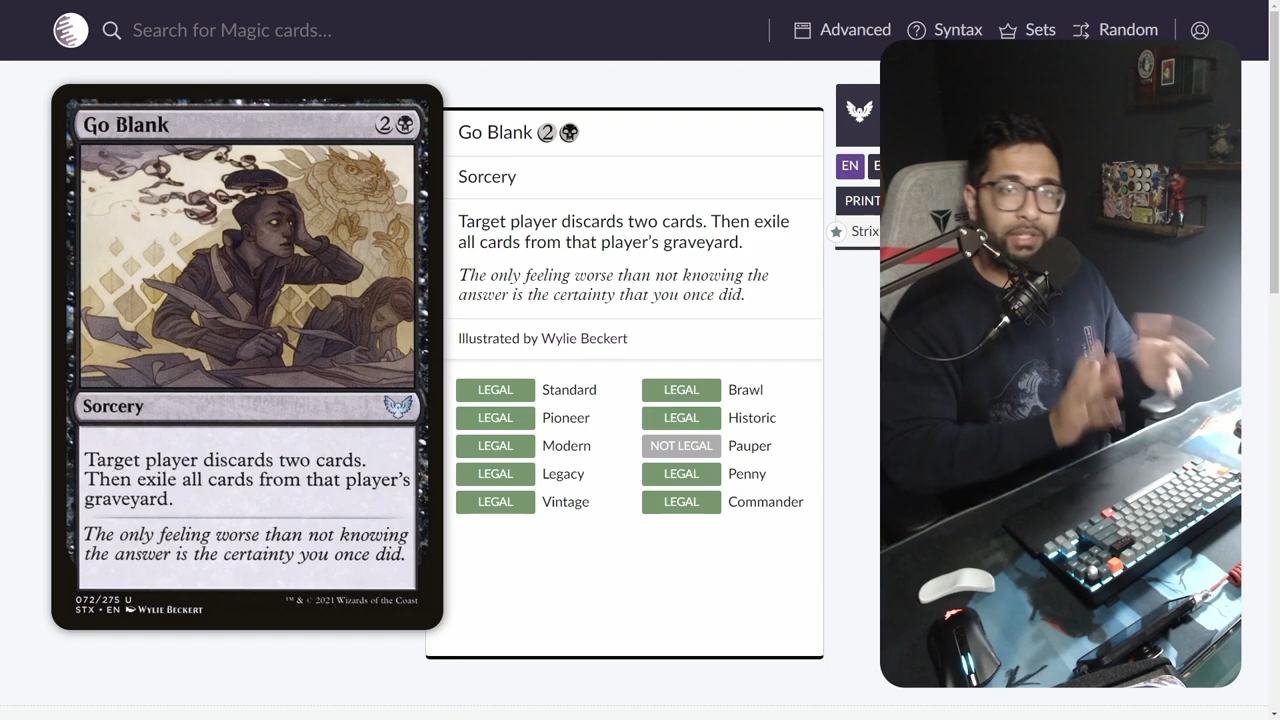 Search for Magic cards...
Advanced
Syntax
Sets
Random
Go Blank 2
Target player discards two cards.
Then exile all cards from that player's
graveyard.
The only feeling worse than not knowing
the answer is the certainty you once did.
Sorcery
072/275 U
STX • EN Wylie Beckert
™ & © 2021 Wizards of the Coast
Go Blank 2
Sorcery
Target player discards two cards. Then exile
all cards from that player's graveyard.
The only feeling worse than not knowing the
answer is the certainty that you once did.
Illustrated by Wylie Beckert
LEGAL Standard LEGAL Brawl
LEGAL Pioneer LEGAL Historic
LEGAL Modern NOT LEGAL Pauper
LEGAL Legacy LEGAL Penny
LEGAL Vintage LEGAL Commander
EN
PRINT
Strix